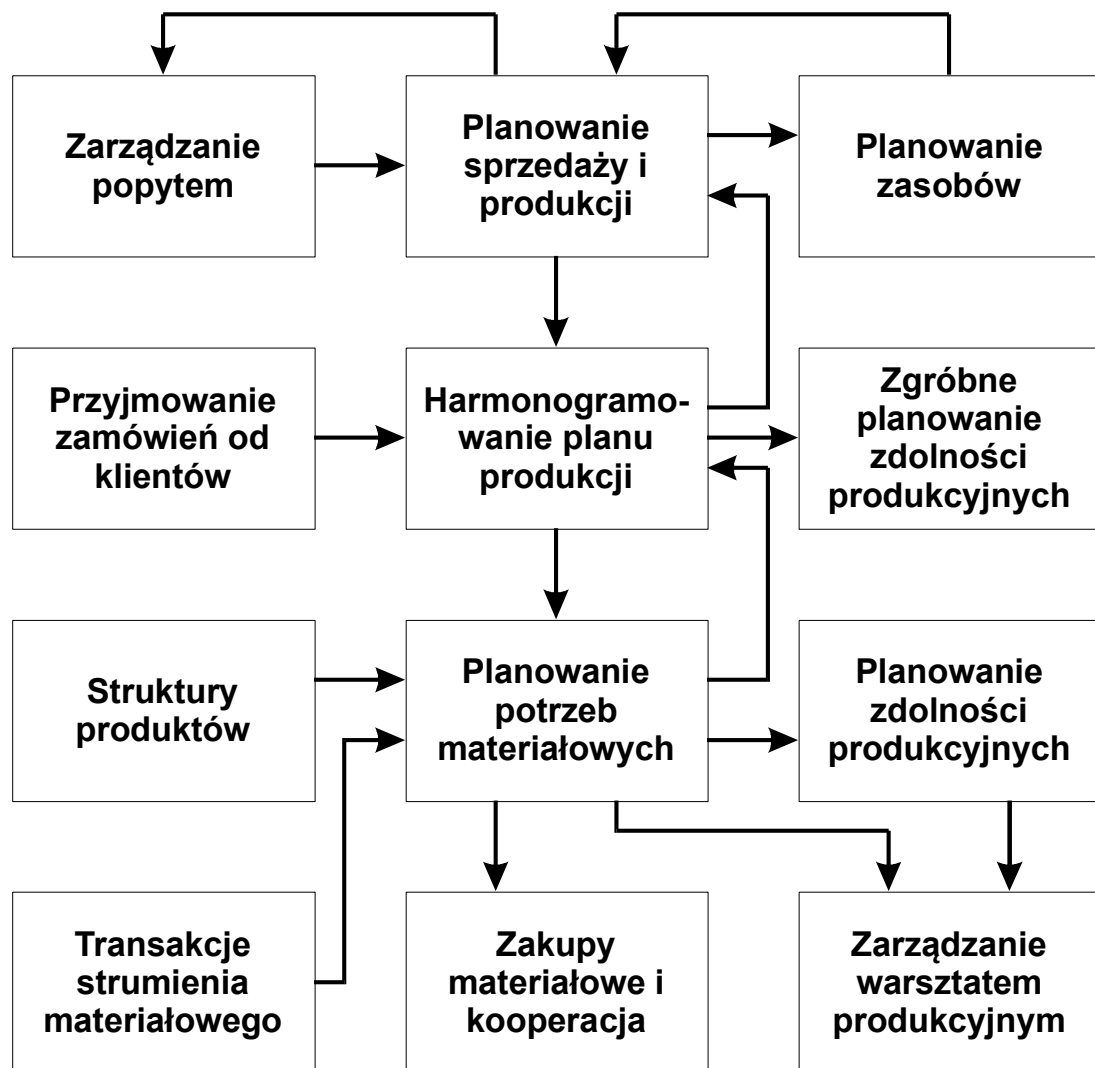 Zarządzanie
popytem
Planowanie
sprzedaży i
produkcji
Planowanie
zasobów
Przyjmowanie
zamówień od
klientów
Harmonogramo-
wanie planu
produkcji
Zgróbne
planowanie
zdolności
produkcyjnych
Struktury
produktów
Planowanie
potrzeb
materiałowych
Planowanie
zdolności
produkcyjnych
Transakcje
strumienia
materiałowego
Zakupy
materiałowe i
kooperacja
Zarządzanie
warsztatem
produkcyjnym